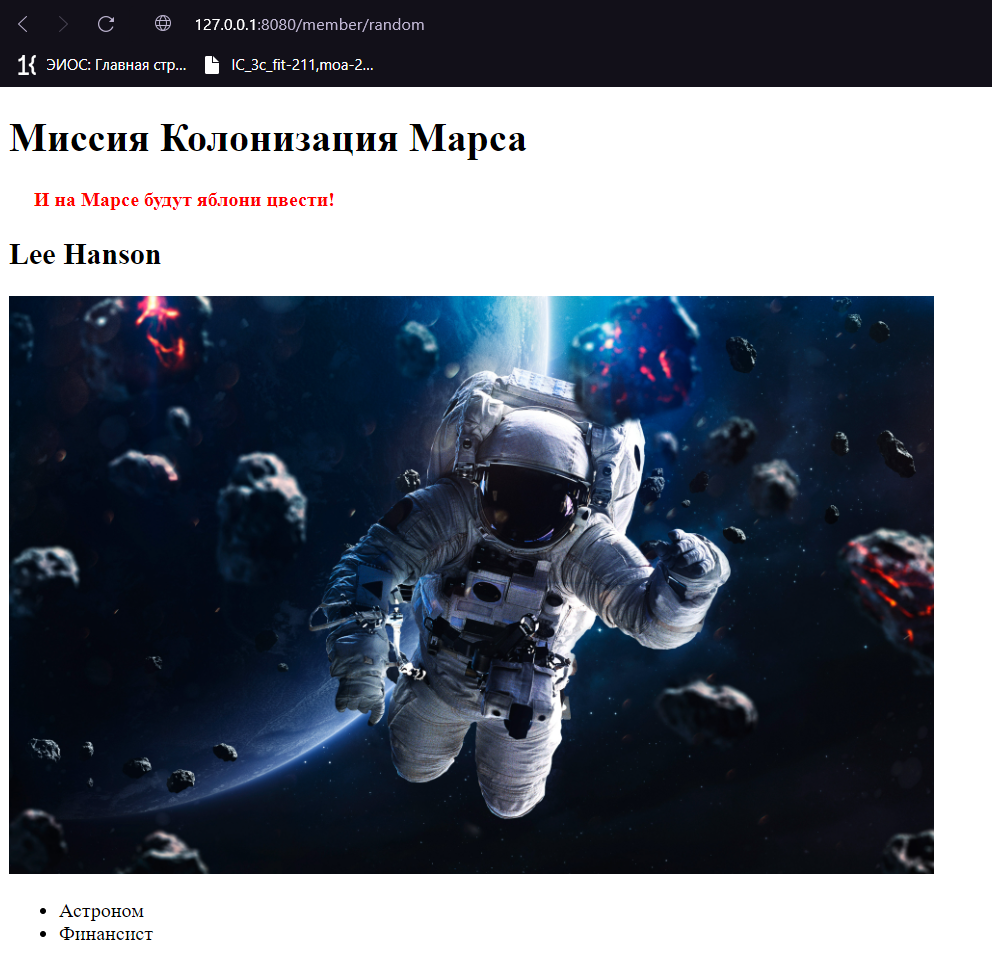 127.0.0.1:8080/member/random
ЭИОС: Главная стр...
IC_3c_fit-211,moa-2...
Миссия Колонизация Марса
И на Марсе будут яблони цвести!
Lee Hanson
Астроном
Финансист